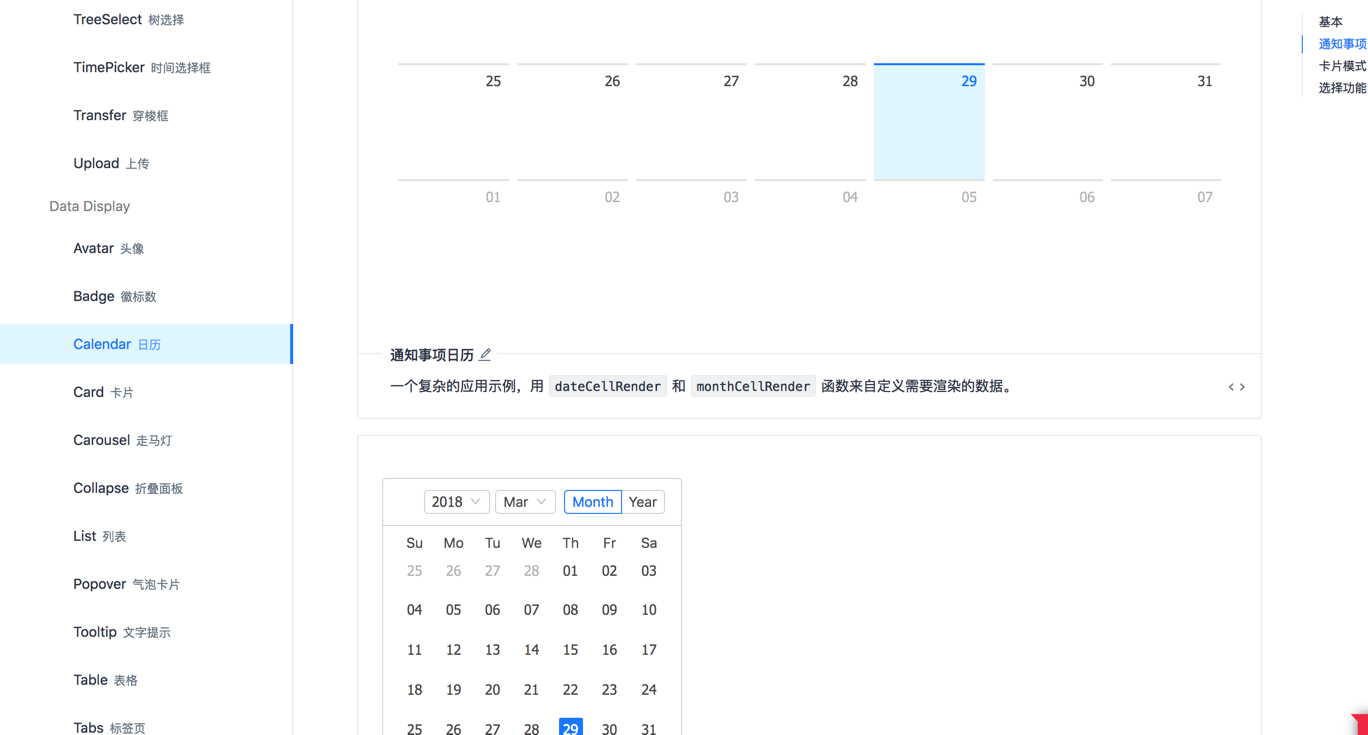 TreeSelect 树选择
TimePicker 时间选择框
Transfer 穿梭框
Upload 上传
Data Display
Avatar 头像
Badge 徽标数
Calendar 日历
Card 卡片
Carousel 走马灯
Collapse 折叠面板
List 列表
Popover 气泡卡片
Tooltip 文字提示
Table 表格
Tabs 标签页
25 26 27 28 29 30 31
01 02 03 04 05 06 07
通知事项日历
一个复杂的应用示例，用 dateCellRender 和 monthCellRender 函数来自定义需要渲染的数据。
2018 Mar Month Year
Su Mo Tu We Th Fr Sa
25 26 27 28 01 02 03
04 05 06 07 08 09 10
11 12 13 14 15 16 17
18 19 20 21 22 23 24
25 26 27 28 29 30 31
基本
通知事项
卡片模式
选择功能